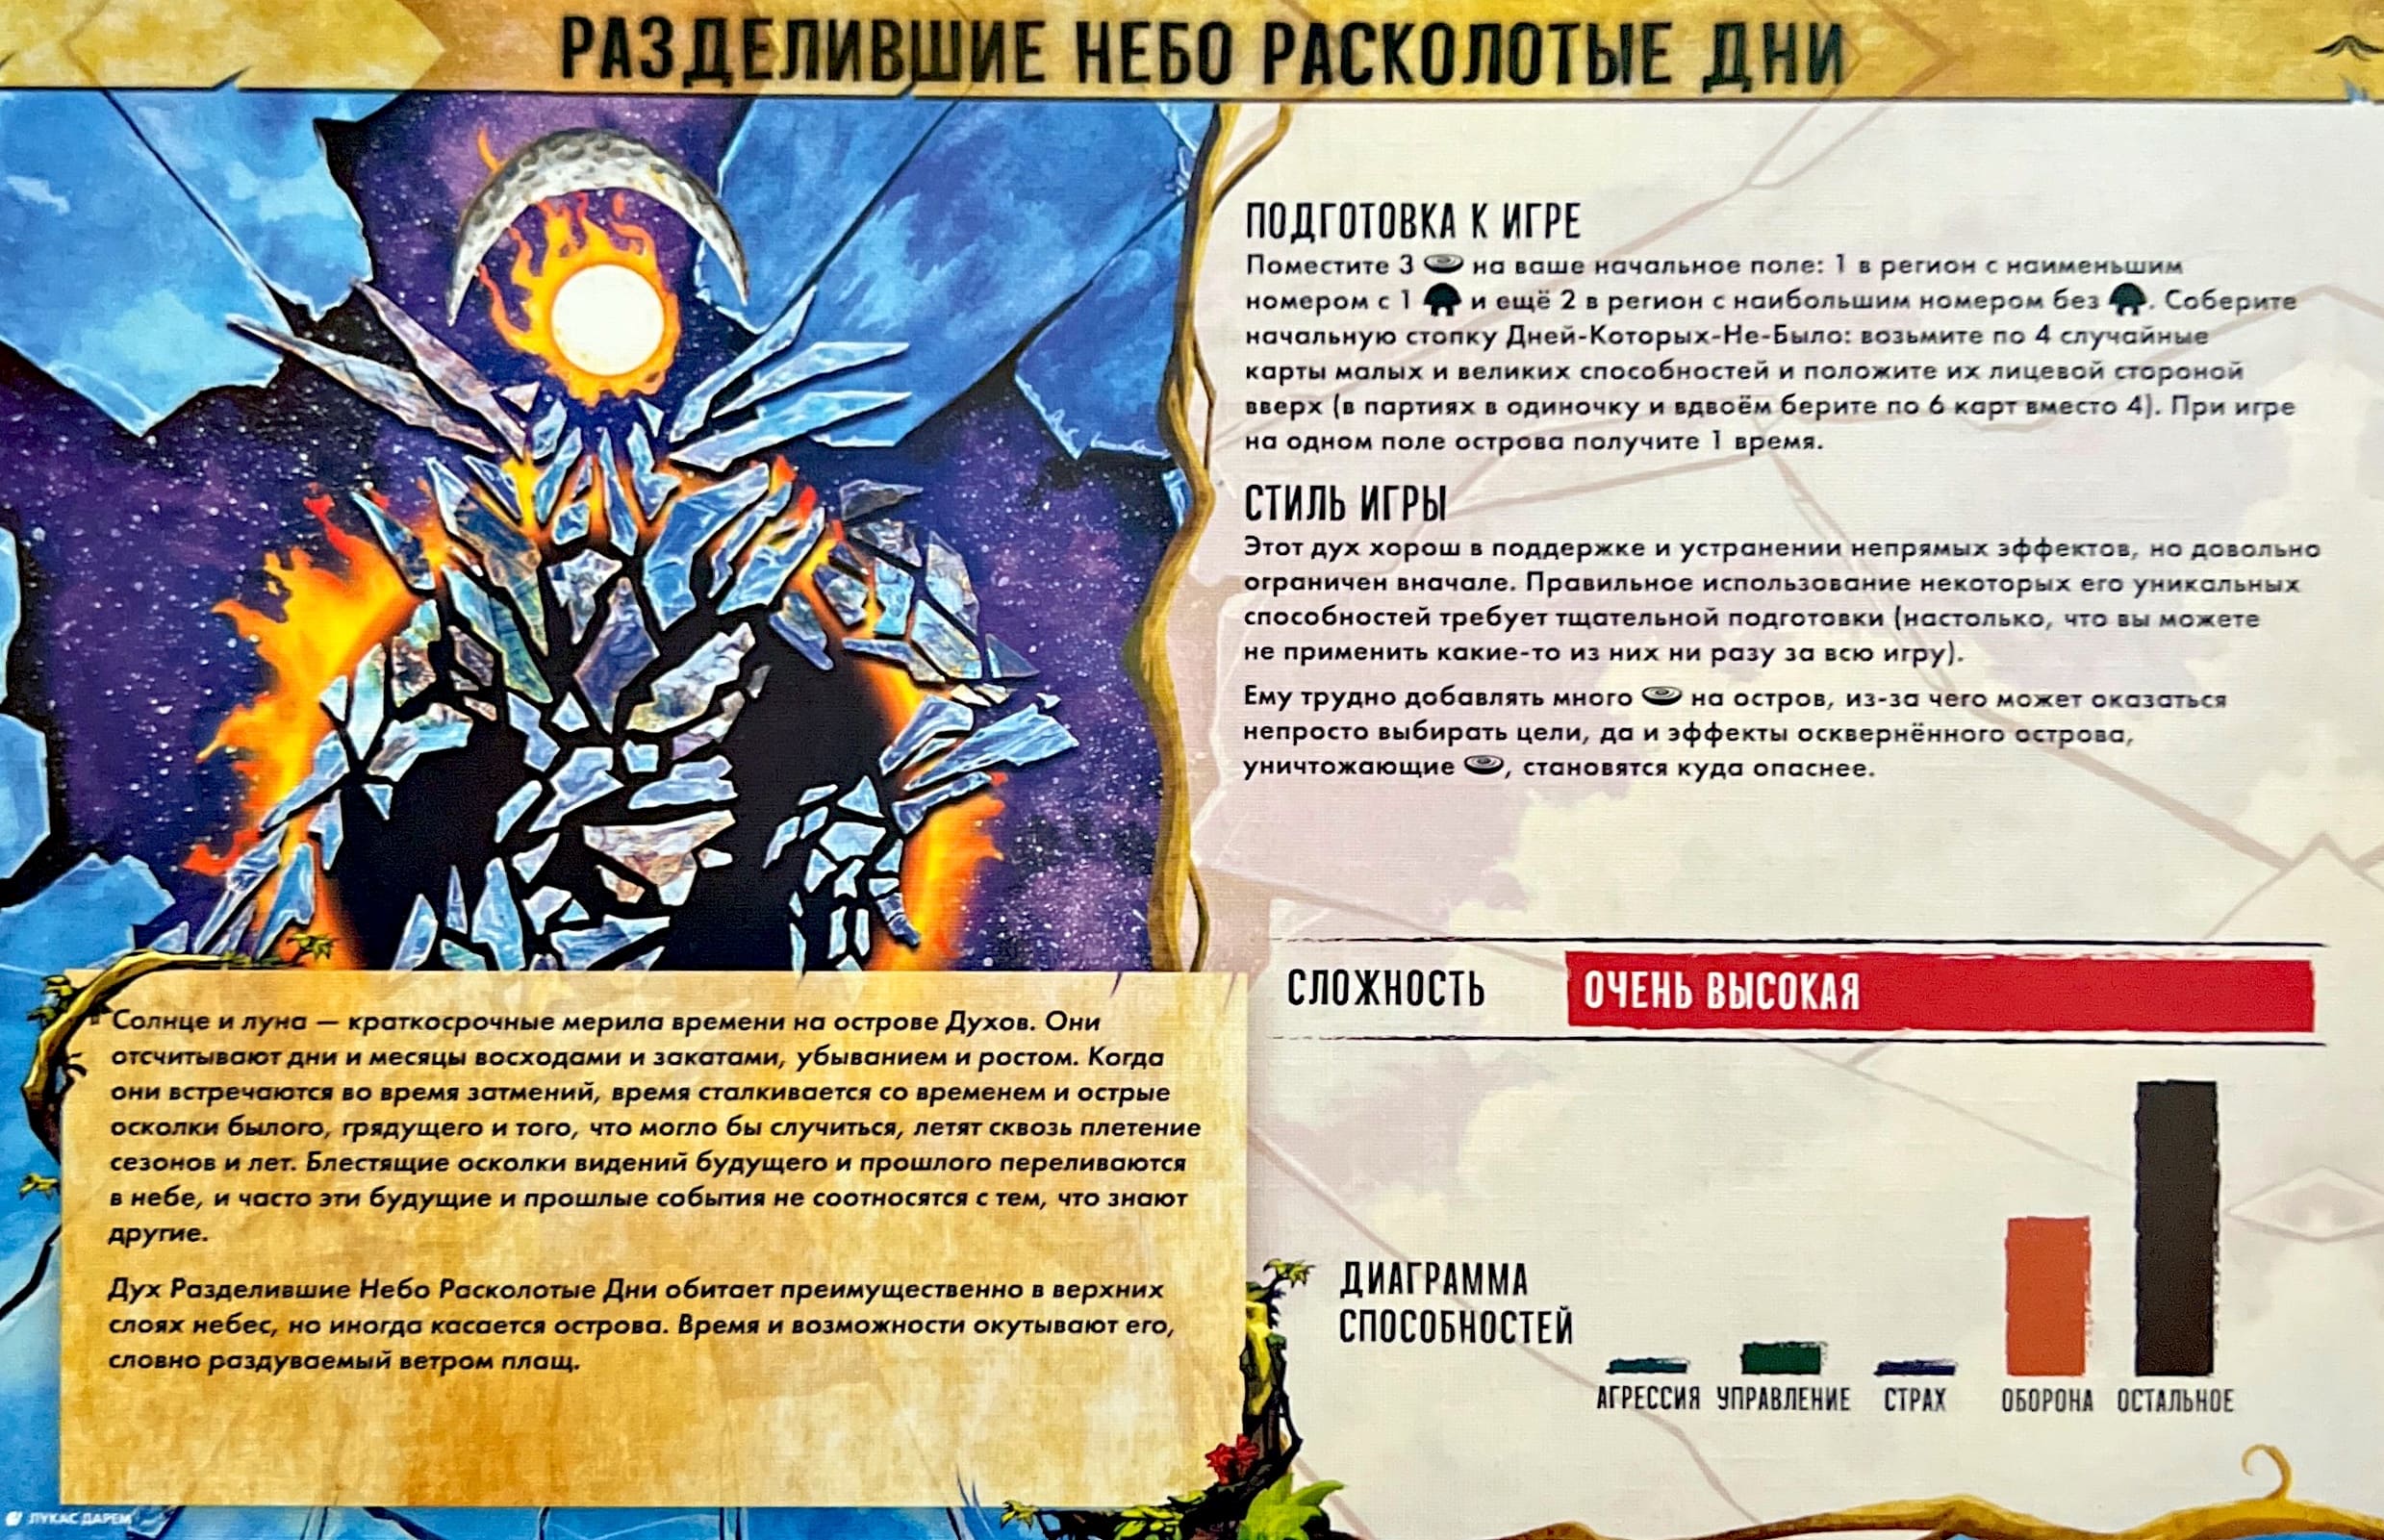 РАЗДЕЛИВШИЕ НЕБО РАСКОЛОТЫЕ ДНИ
ПОДГОТОВКА К ИГРЕ
Поместите 3 на ваше начальное поле: 1 в регион с наименьшим
номером с 1 и ещё 2 в регион с наибольшим номером без . Соберите
начальную стопку Дней-Которых-Не-Было: возьмите по 4 случайные
карты малых и великих способностей и положите их лицевой стороной
вверх (в партиях в одиночку и вдвоём берите по 6 карт вместо 4). При игре
на одном поле острова получите 1 время.
СТИЛЬ ИГРЫ
Этот дух хорош в поддержке и устранении непрямых эффектов, но довольно
ограничен вначале. Правильное использование некоторых его уникальных
способностей требует тщательной подготовки (настолько, что вы можете
не применить какие-то из них ни разу за всю игру).
Ему трудно добавлять много на остров, из-за чего может оказаться
непросто выбирать цели, да и эффекты осквернённого острова,
уничтожающие , становятся куда опаснее.
СЛОЖНОСТЬ ОЧЕНЬ ВЫСОКАЯ
ДИАГРАММА
СПОСОБНОСТЕЙ
АГРЕССИЯ УПРАВЛЕНИЕ СТРАХ ОБОРОНА ОСТАЛЬНОЕ
Солнце и луна — краткосрочные мерила времени на острове Духов. Они
отсчитывают дни и месяцы восходами и закатами, убыванием и ростом. Когда
они встречаются во время затмений, время сталкивается со временем и острые
осколки былого, грядущего и того, что могло бы случиться, летят сквозь плетение
сезонов и лет. Блестящие осколки видений будущего и прошлого переливаются
в небе, и часто эти будущие и прошлые события не соотносятся с тем, что знают
другие.
Дух Разделившие Небо Расколотые Дни обитает преимущественно в верхних
слоях небес, но иногда касается острова. Время и возможности окутывают его,
словно раздуваемый ветром плащ.
ЛУКАС ДАРЕМ